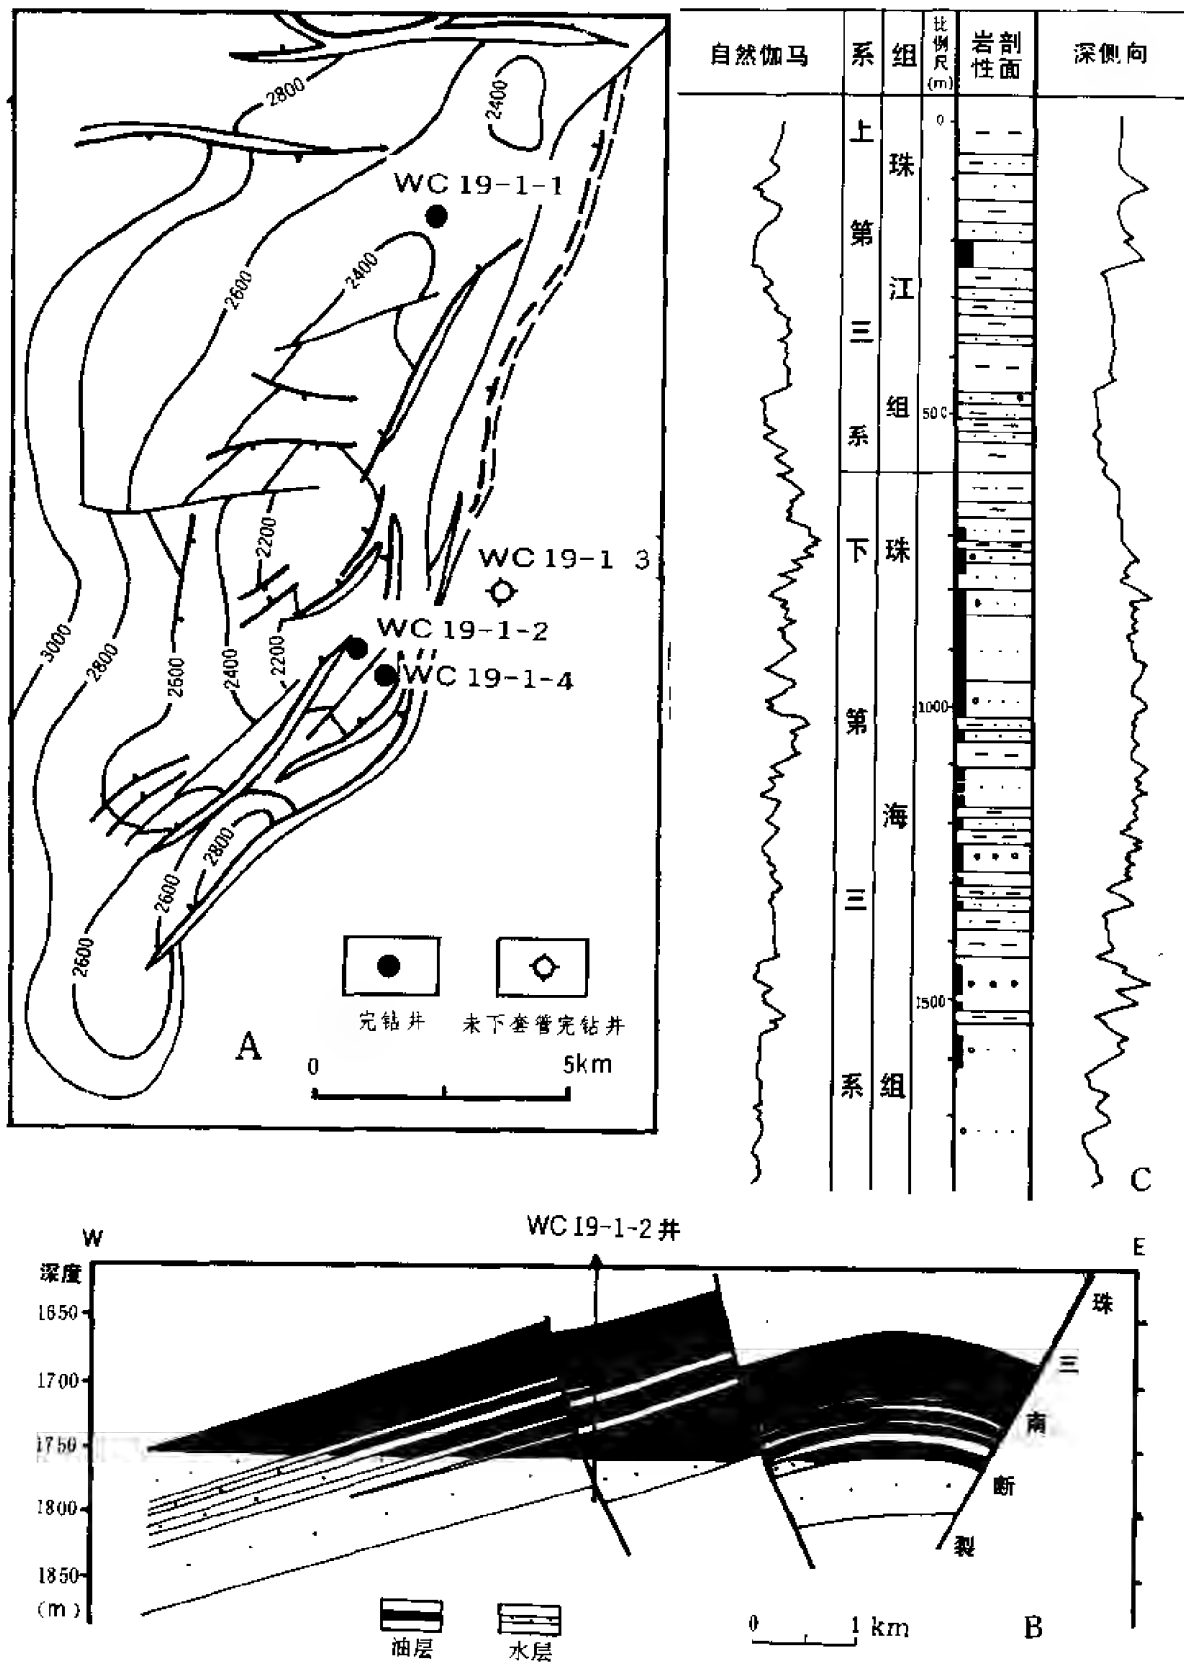 2800
2400
WC 19-1-1
2400
2600
2200
WC 19-1 3
WC 19-1-2
WC 19-1-4
3000
2800
2600
2400
2200
2800
2600
2600
完钻井
未下套管完钻井
A
0
5km
自然伽马
系
组
比例尺(m)
岩性剖面
深侧向
上第三系
珠江组
下第三系
珠海组
0
500
1000
1500
C
WC 19-1-2井
W
E
深度
1650
1700
1750
1800
1850
(m)
珠三南断裂
油层
水层
0
1 km
B